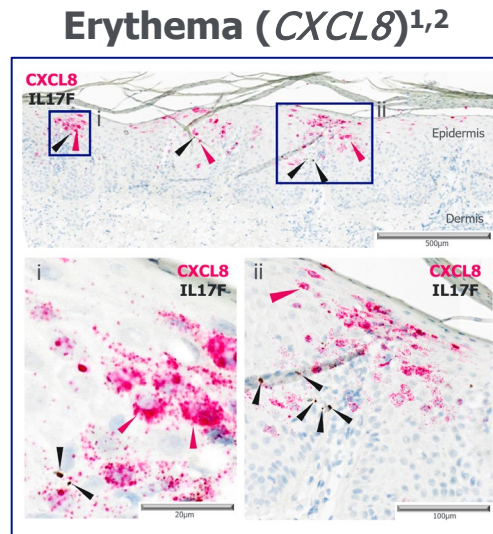 Erythema (CXCL8)1,2
CXCL8
IL17F
i
ii
Epidermis
Dermis
500μm
i
CXCL8
IL17F
20μm
ii
CXCL8
IL17F
100μm